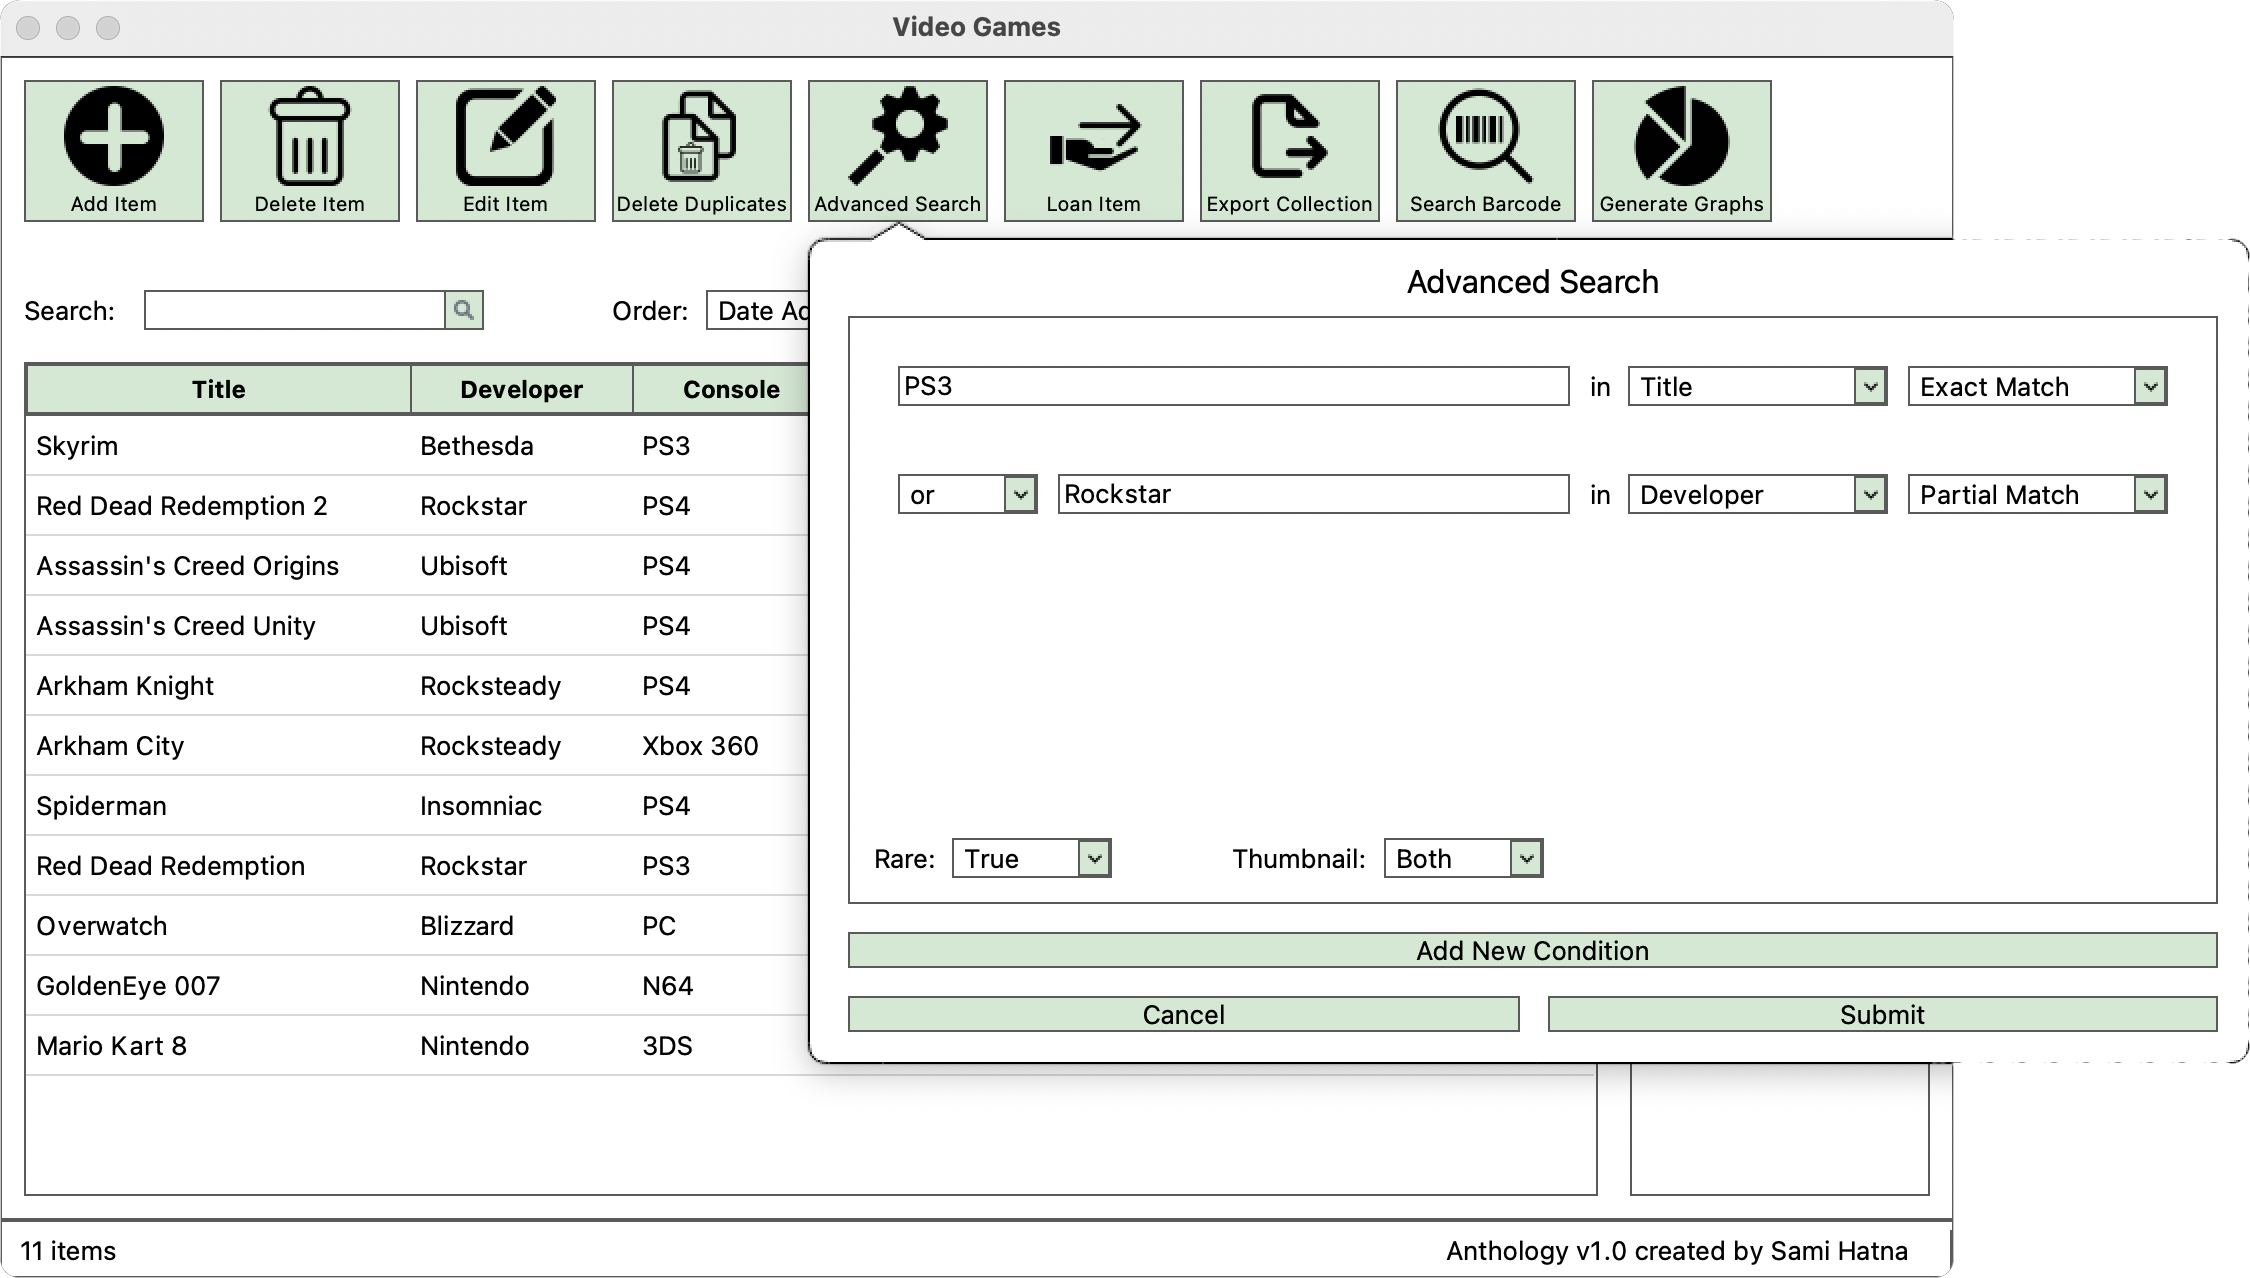 Video Games
Add Item
Delete Item
Edit Item
Delete Duplicates
Advanced Search
Loan Item
Export Collection
Search Barcode
Generate Graphs
Search:
Order: Date Ad
Title Developer Console
Skyrim Bethesda PS3
Red Dead Redemption 2 Rockstar PS4
Assassin's Creed Origins Ubisoft PS4
Assassin's Creed Unity Ubisoft PS4
Arkham Knight Rocksteady PS4
Arkham City Rocksteady Xbox 360
Spiderman Insomniac PS4
Red Dead Redemption Rockstar PS3
Overwatch Blizzard PC
GoldenEye 007 Nintendo N64
Mario Kart 8 Nintendo 3DS
Advanced Search
PS3 in Title Exact Match
or Rockstar in Developer Partial Match
Rare: True Thumbnail: Both
Add New Condition
Cancel Submit
11 items
Anthology v1.0 created by Sami Hatna